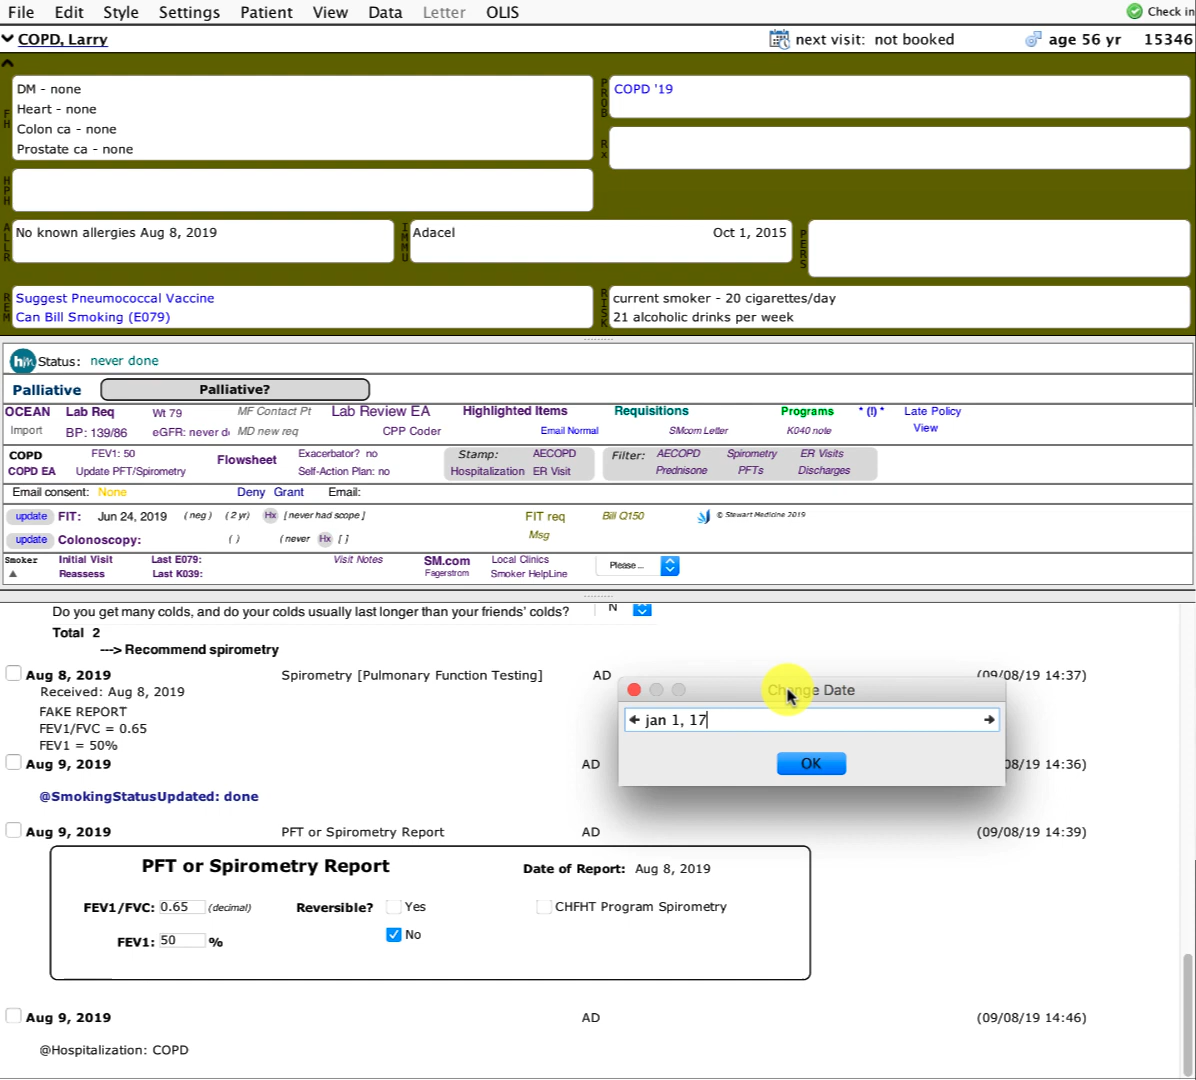 File Edit Style Settings Patient View Data Letter OLIS Check in
COPD, Larry next visit: not booked age 56 yr 15346
FH
DM - none
Heart - none
Colon ca - none
Prostate ca - none
PROB
COPD '19
Rx
HPH
ALLR
No known allergies Aug 8, 2019
IMMU
Adacel Oct 1, 2015
PERS
REM
Suggest Pneumococcal Vaccine
Can Bill Smoking (E079)
RISK
current smoker - 20 cigarettes/day
21 alcoholic drinks per week
hm Status: never done
Palliative Palliative?
OCEAN Lab Req Wt 79 MF Contact Pt Lab Review EA Highlighted Items Requisitions Programs * (!) * Late Policy
Import BP: 139/86 eGFR: never d MD new req CPP Coder Email Normal SMcom Letter K040 note View
COPD FEV1: 50 Flowsheet Exacerbator? no Stamp: AECOPD Filter: AECOPD Spirometry ER Visits
COPD EA Update PFT/Spirometry Self-Action Plan: no Hospitalization ER Visit Prednisone PFTs Discharges
Email consent: None Deny Grant Email:
update FIT: Jun 24, 2019 (neg) (2yr) Hx [never had scope] FIT req Bill Q150 © Stewart Medicine 2019
update Colonoscopy: ( ) (never Hx [ ] Msg
Smoker Initial Visit Last E079: Visit Notes SM.com Local Clinics Please...
Reassess Last K039: Fagerstrom Smoker HelpLine
Do you get many colds, and do your colds usually last longer than your friends' colds? N
Total 2
---> Recommend spirometry
Aug 8, 2019 Spirometry [Pulmonary Function Testing] AD (09/08/19 14:37)
Received: Aug 8, 2019
Change Date
FAKE REPORT
jan 1, 17
FEV1/FVC = 0.65
FEV1 = 50%
OK
Aug 9, 2019 AD 08/19 14:36)
@SmokingStatusUpdated: done
Aug 9, 2019 PFT or Spirometry Report AD (09/08/19 14:39)
PFT or Spirometry Report Date of Report: Aug 8, 2019
FEV1/FVC: 0.65 (decimal) Reversible? Yes CHFHT Program Spirometry
FEV1: 50 % No
Aug 9, 2019 AD (09/08/19 14:46)
@Hospitalization: COPD